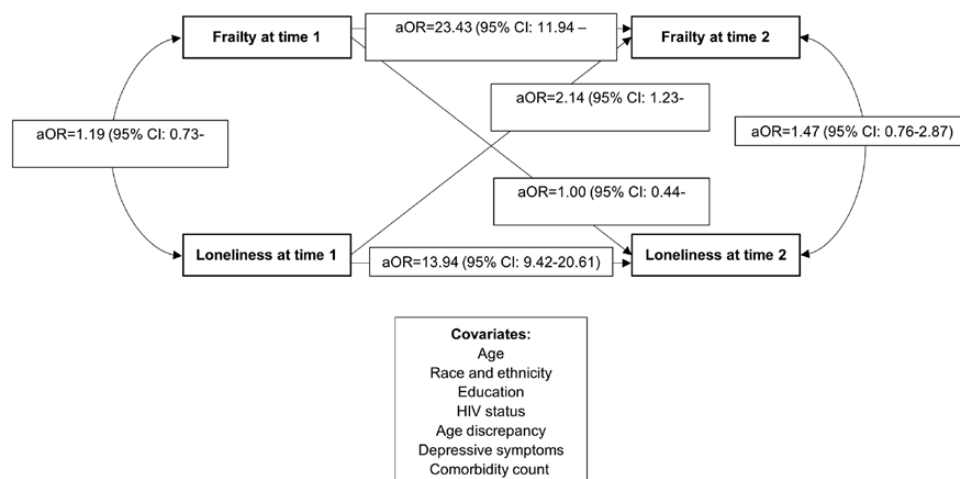 Frailty at time 1
aOR=23.43 (95% CI: 11.94 –
Frailty at time 2
aOR=2.14 (95% CI: 1.23-
aOR=1.19 (95% CI: 0.73-
aOR=1.47 (95% CI: 0.76-2.87)
aOR=1.00 (95% CI: 0.44-
Loneliness at time 1
aOR=13.94 (95% CI: 9.42-20.61)
Loneliness at time 2
Covariates:
Age
Race and ethnicity
Education
HIV status
Age discrepancy
Depressive symptoms
Comorbidity count